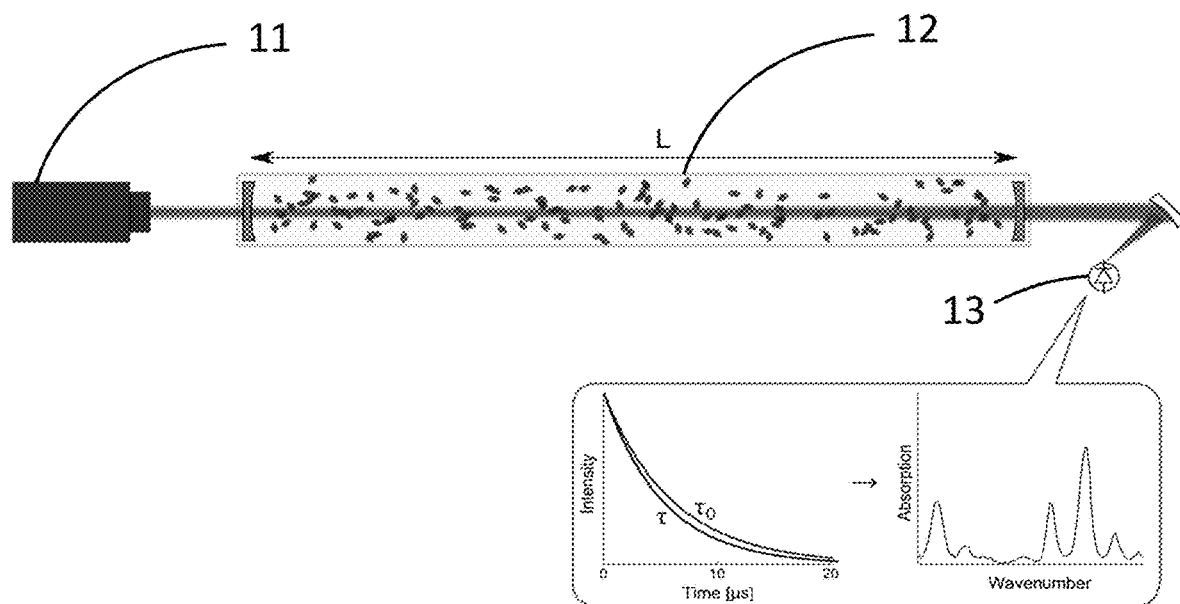 11
12
L
13
Intensity
τ
τ₀
0
10
20
Time [µs]
→
Absorption
Wavenumber